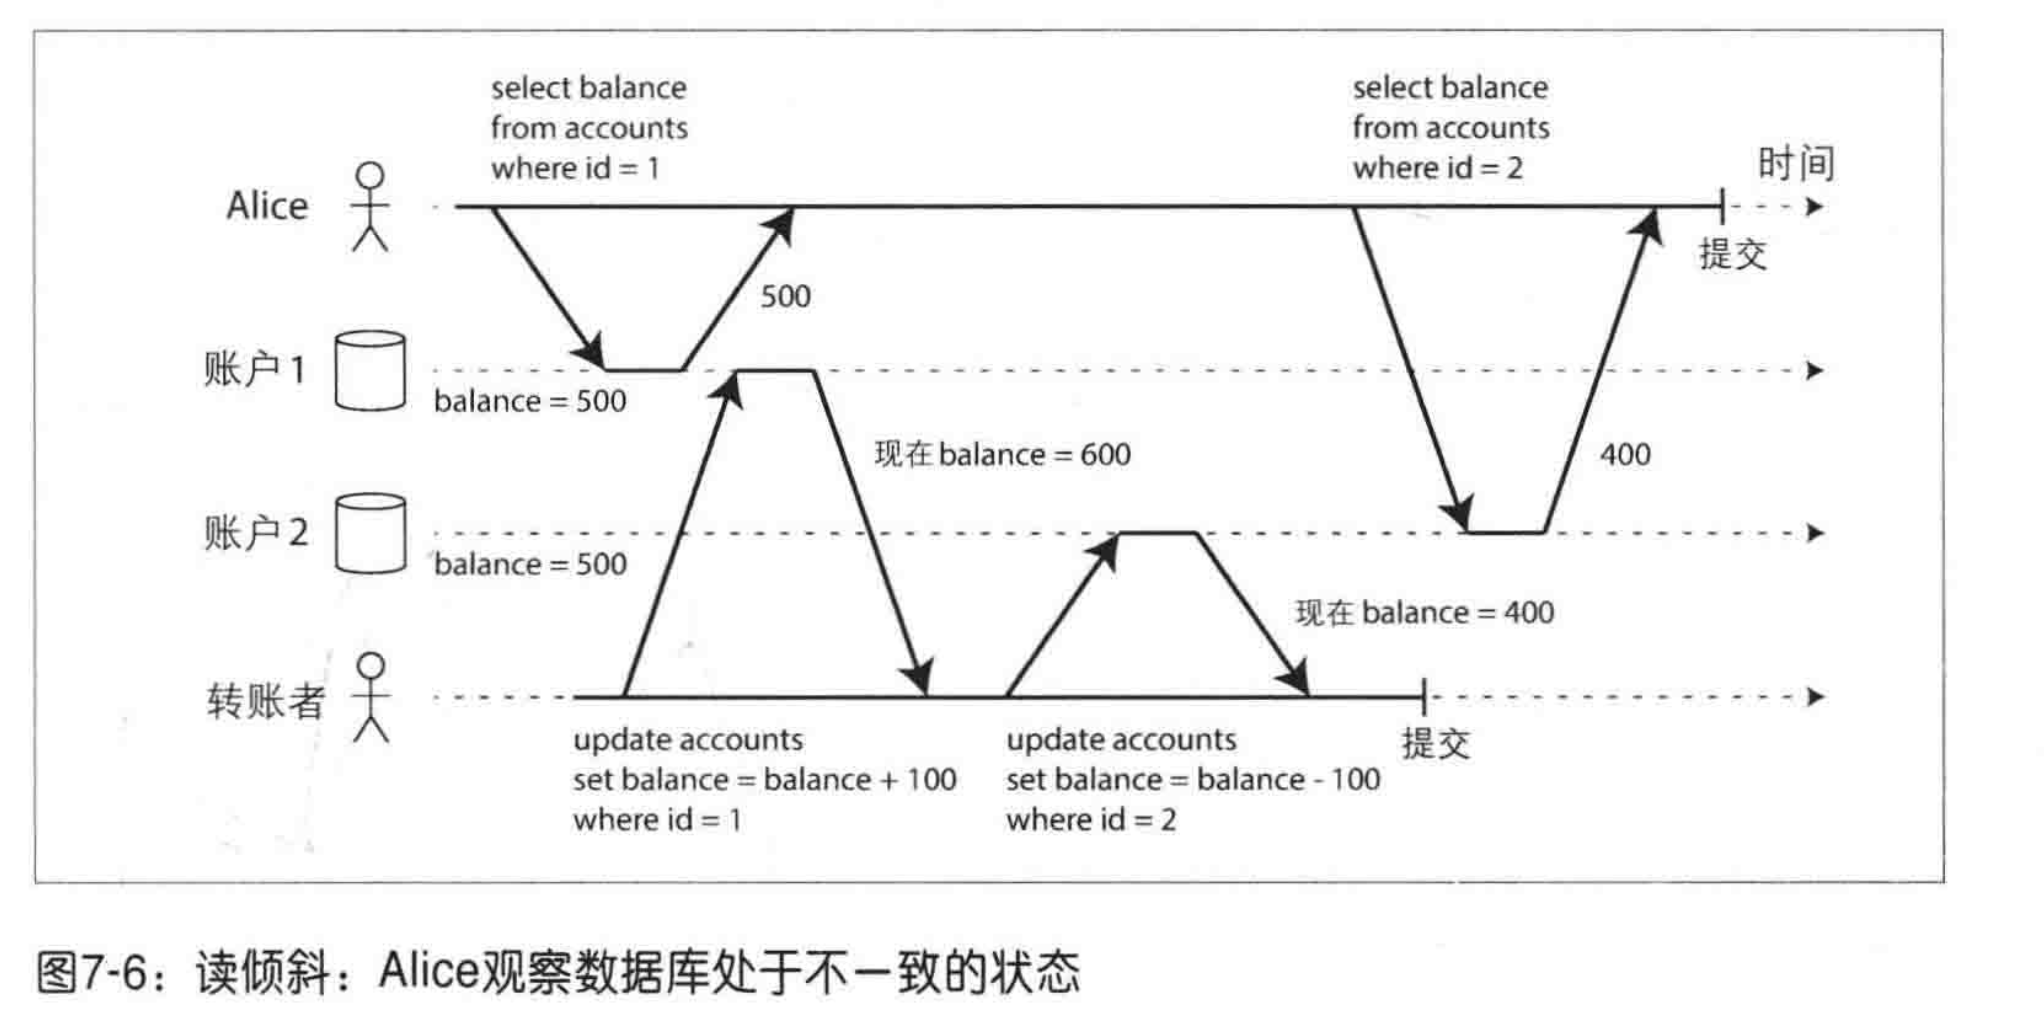 select balance
from accounts
where id = 1
select balance
from accounts
where id = 2
时间
Alice
提交
500
账户1
balance = 500
现在 balance = 600
400
账户2
balance = 500
现在 balance = 400
转账者
update accounts
set balance = balance + 100
where id = 1
update accounts
set balance = balance - 100
where id = 2
提交
图7-6：读倾斜：Alice观察数据库处于不一致的状态